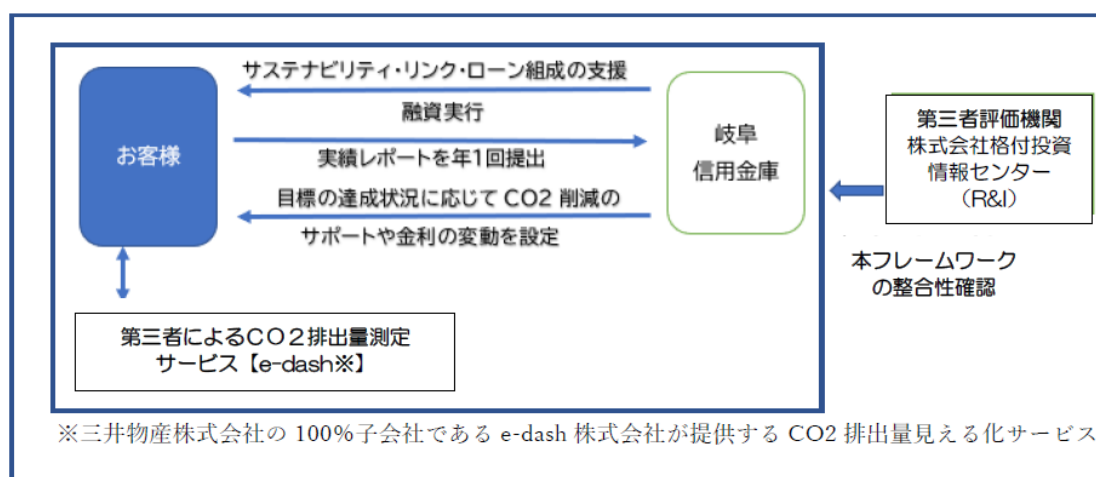 サステナビリティ・リンク・ローン組成の支援
融資実行
お客様
実績レポートを年1回提出
目標の達成状況に応じて CO2 削減の
サポートや金利の変動を設定
岐阜
信用金庫
第三者評価機関
株式会社格付投資
情報センター
（R&I）
本フレームワーク
の整合性確認
第三者によるCO２排出量測定
サービス【e-dash※】
※三井物産株式会社の 100%子会社である e-dash 株式会社が提供する CO2 排出量見える化サービス